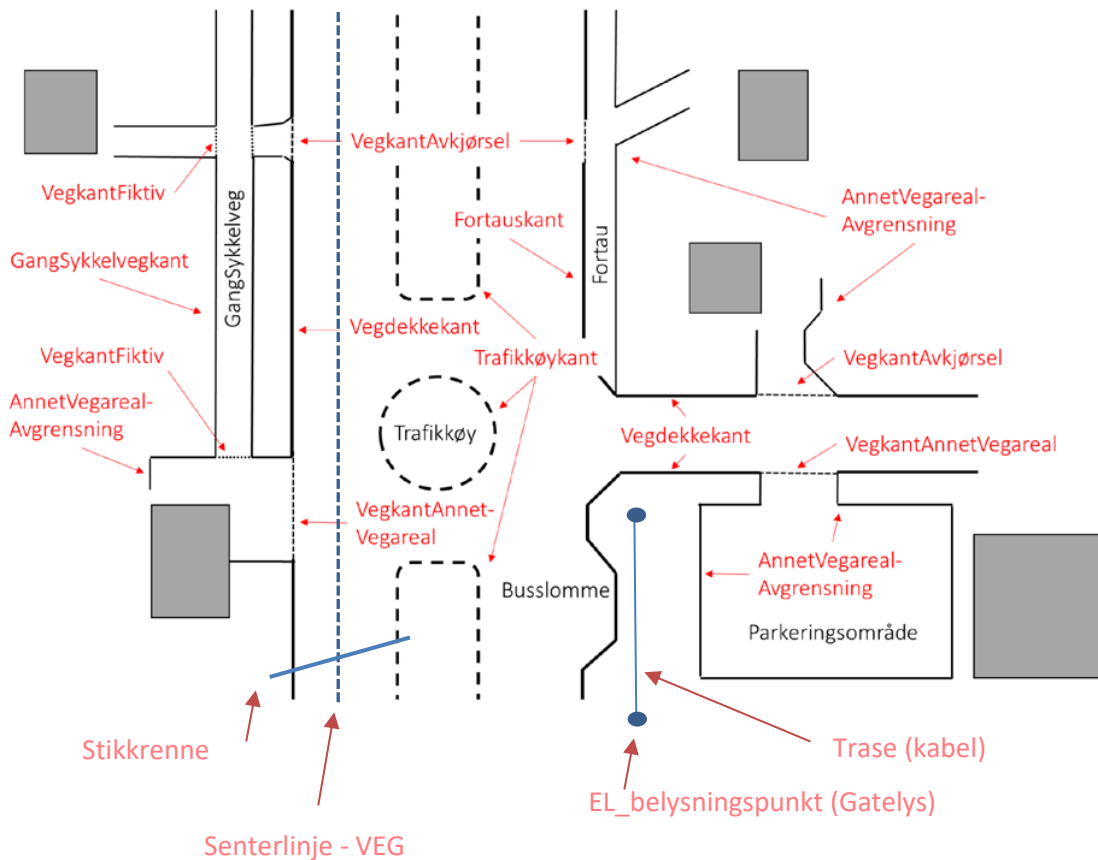 VegkantAvkjørsel
VegkantFiktiv
GangSykkelveg
Fortauskant
Fortau
AnnetVegareal-
Avgrensning
GangSykkelvegkant
Vegdekkekant
Trafikkøykant
VegkantFiktiv
VegkantAvkjørsel
AnnetVegareal-
Avgrensning
Trafikkøy
Vegdekkekant
VegkantAnnetVegareal
VegkantAnnet-
Vegareal
AnnetVegareal-
Avgrensning
Busslomme
Parkeringsområde
Stikkrenne
Trase (kabel)
EL_belysningspunkt (Gatelys)
Senterlinje - VEG